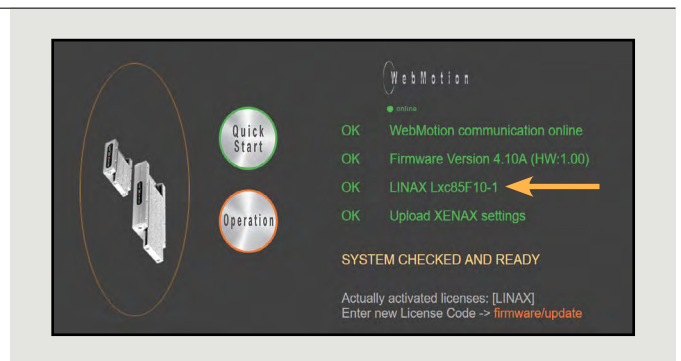 WebMotion
online
Quick
Start
Operation
OK WebMotion communication online
OK Firmware Version 4.10A (HW:1.00)
OK LINAX Lxc85F10-1
OK Upload XENAX settings
SYSTEM CHECKED AND READY
Actually activated licenses: [LINAX]
Enter new License Code -> firmware/update